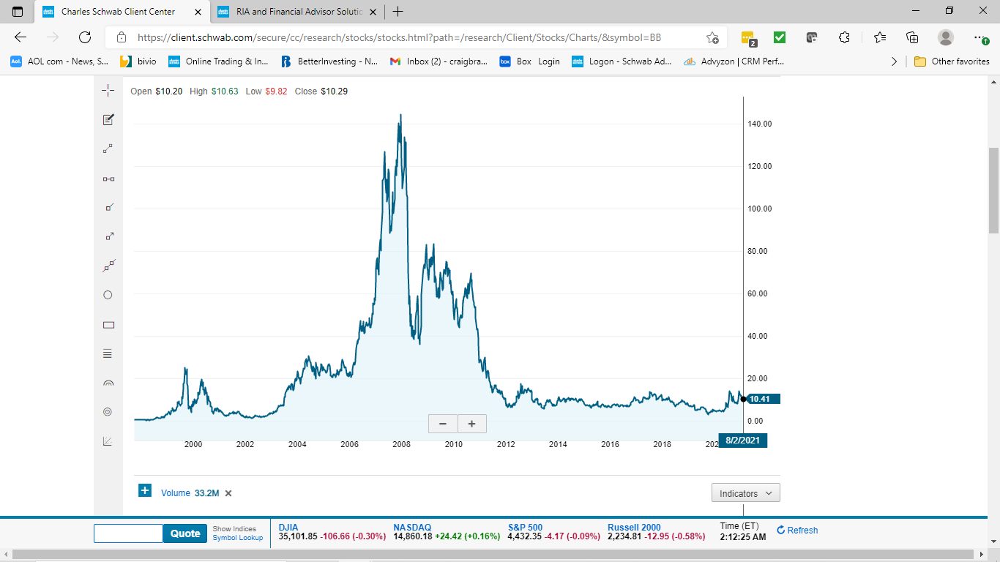 Charles Schwab Client Center
RIA and Financial Advisor Solutio
https://client.schwab.com/secure/cc/research/stocks/stocks.html?path=/research/Client/Stocks/Charts/&symbol=BB
2
Aol. AOL com - News, S...
bivio
Online Trading & In...
BetterInvesting - N...
Inbox (2) - craigbra...
box Box Login
Logon - Schwab Ad...
Advyzon | CRM Perf...
Other favorites
Open $10.20 High $10.63 Low $9.82 Close $10.29
140.00
120.00
100.00
80.00
60.00
40.00
20.00
10.41
0.00
2000 2002 2004 2006 2008 2010 2012 2014 2016 2018 202 8/2/2021
Volume 33.2M
Indicators
Quote
Show Indices
Symbol Lookup
DJIA
35,101.85 -106.66 (-0.30%)
NASDAQ
14,860.18 +24.42 (+0.16%)
S&P 500
4,432.35 -4.17 (-0.09%)
Russell 2000
2,234.81 -12.95 (-0.58%)
Time (ET)
2:12:25 AM
Refresh